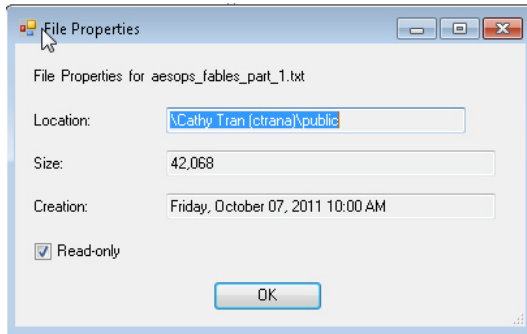 File Properties
File Properties for aesops_fables_part_1.txt
Location: \Cathy Tran (ctrana)\public
Size: 42,068
Creation: Friday, October 07, 2011 10:00 AM
Read-only
OK